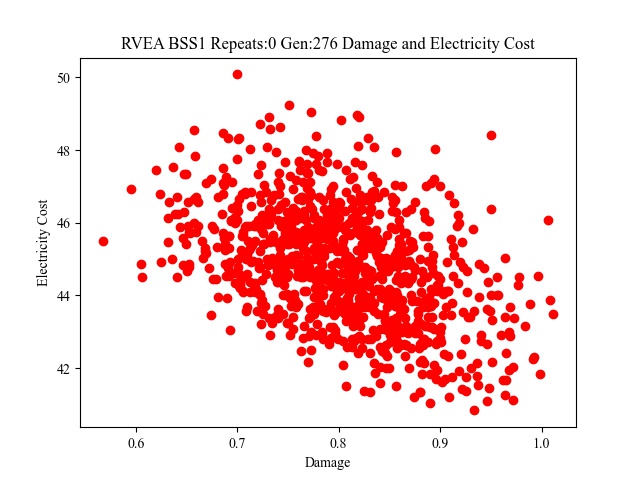 RVEA BSS1 Repeats:0 Gen:276 Damage and Electricity Cost
50
48
46
44
42
Electricity Cost
0.6 0.7 0.8 0.9 1.0
Damage